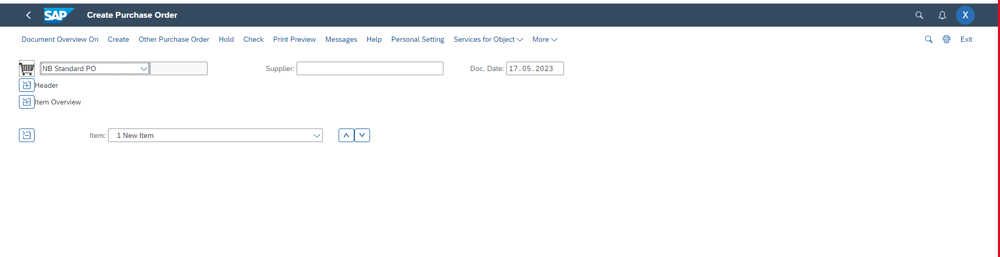 SAP Create Purchase Order X
Document Overview On Create Other Purchase Order Hold Check Print Preview Messages Help Personal Setting Services for Object More Exit
NB Standard PO Supplier: Doc. Date: 17.05.2023
Header
Item Overview
Item: 1 New Item